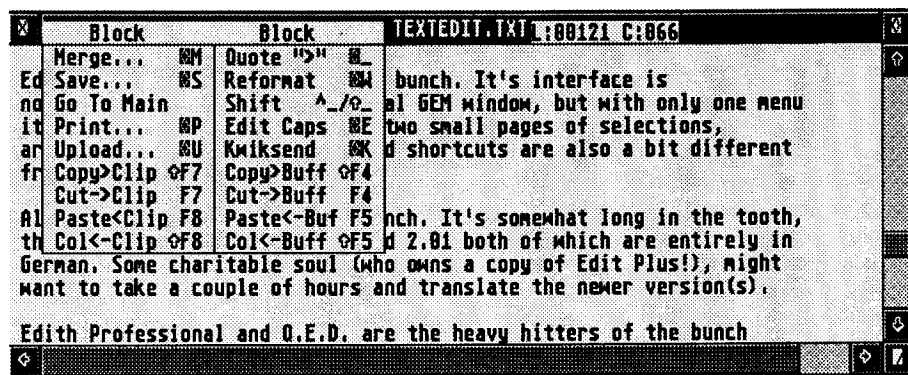 TEXTEDIT.TXT L:00121 C:066
Block Block
Merge... ⌧M Quote ">" ⌧_
Ed Save... ⌧S Reformat ⌧W bunch. It's interface is
no Go To Main Shift ^_/⇧_ al GEM window, but with only one menu
it Print... ⌧P Edit Caps ⌧E two small pages of selections,
ar Upload... ⌧U Kwiksend ⌧K d shortcuts are also a bit different
fr Copy>Clip ⇧F7 Copy>Buff ⇧F4
Cut->Clip F7 Cut->Buff F4
Al Paste<Clip F8 Paste<-Buf F5 nch. It's somewhat long in the tooth,
th Col<-Clip ⇧F8 Col<-Buff ⇧F5 d 2.01 both of which are entirely in
German. Some charitable soul (who owns a copy of Edit Plus!), might
want to take a couple of hours and translate the newer version(s).
Edith Professional and Q.E.D. are the heavy hitters of the bunch